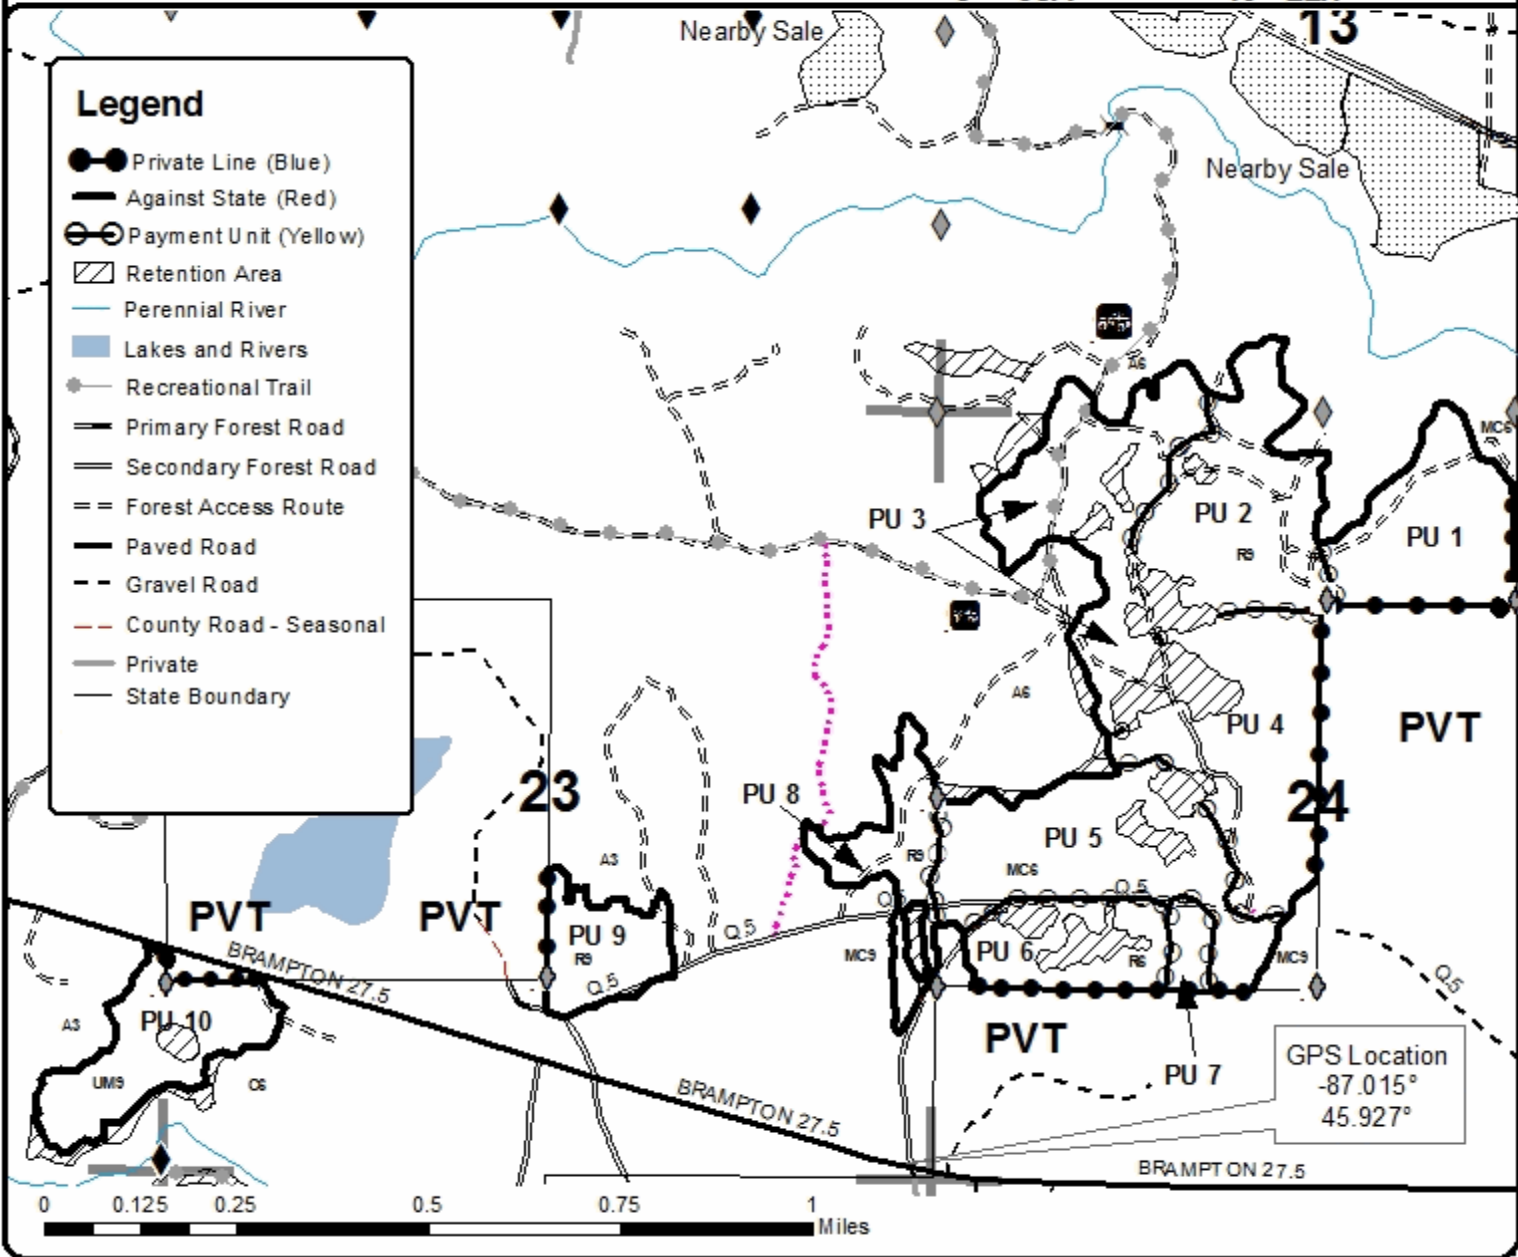 Nearby Sale
13
Legend
Private Line (Blue)
Against State (Red)
Payment Unit (Yellow)
Retention Area
Perennial River
Lakes and Rivers
Recreational Trail
Primary Forest Road
Secondary Forest Road
Forest Access Route
Paved Road
Gravel Road
County Road - Seasonal
Private
State Boundary
Nearby Sale
A6
MC6
PU 3
PU 2
PU 1
R9
A6
PU 4
PVT
23
PU 8
24
PU 5
A3
R9
MC6
Q.5
Q.5
PVT
PVT
PU 9
Q.5
BRAMPTON 27.5
R9
MC9
PU 6
R6
MC9
Q.5
Q.5
A3
PU 10
PVT
UM9
C6
PU 7
GPS Location
-87.015°
45.927°
BRAMPTON 27.5
BRAMPTON 27.5
0 0.125 0.25 0.5 0.75 1
Miles